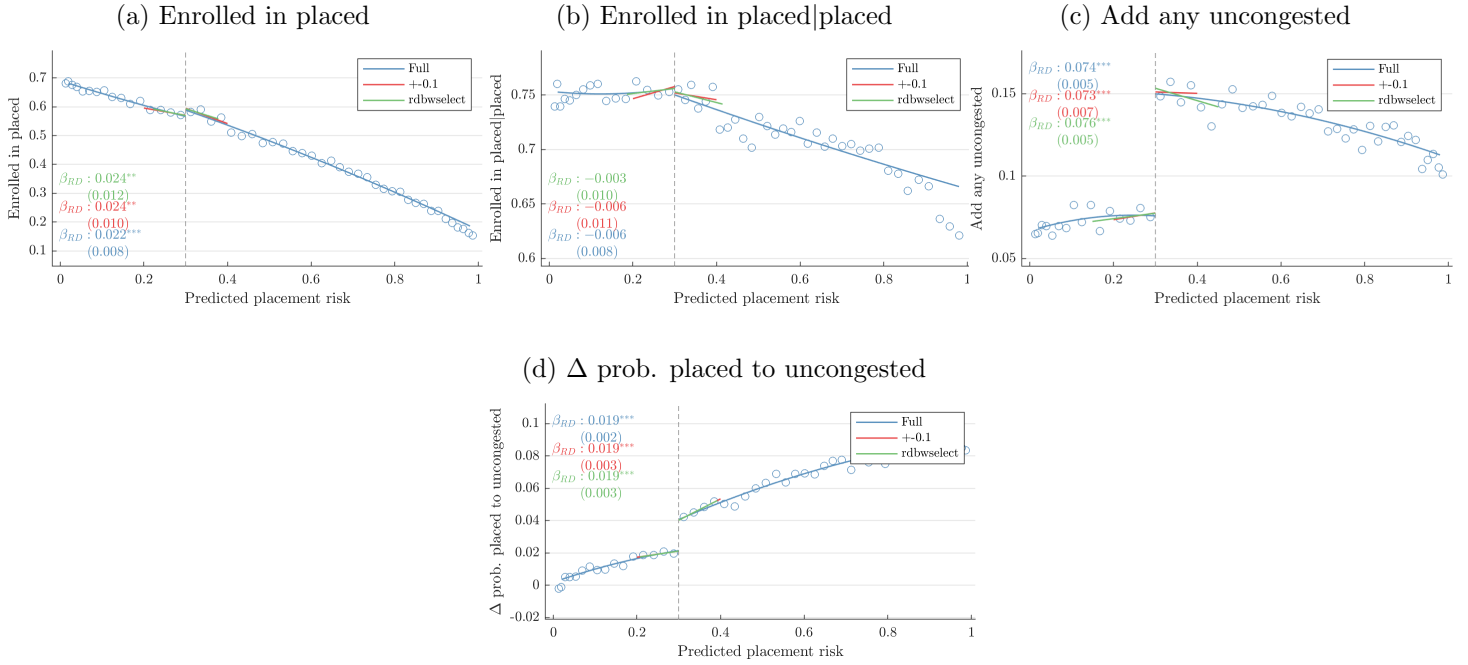 (a) Enrolled in placed
Enrolled in placed
0.7
0.6
0.5
0.4
0.3
0.2
0.1
Full
+-0.1
rdbwselect
β_RD : 0.024**
(0.012)
β_RD : 0.024**
(0.010)
β_RD : 0.022***
(0.008)
0
0.2
0.4
0.6
0.8
1
Predicted placement risk
(b) Enrolled in placed|placed
Enrolled in placed|placed
0.75
0.7
0.65
0.6
Full
+-0.1
rdbwselect
β_RD : −0.003
(0.010)
β_RD : −0.006
(0.011)
β_RD : −0.006
(0.008)
0
0.2
0.4
0.6
0.8
1
Predicted placement risk
(c) Add any uncongested
Add any uncongested
0.15
0.1
0.05
β_RD : 0.074***
(0.005)
β_RD : 0.073***
(0.007)
β_RD : 0.076***
(0.005)
Full
+-0.1
rdbwselect
0
0.2
0.4
0.6
0.8
1
Predicted placement risk
(d) Δ prob. placed to uncongested
Δ prob. placed to uncongested
0.1
0.08
0.06
0.04
0.02
0
-0.02
β_RD : 0.019***
(0.002)
β_RD : 0.019***
(0.003)
β_RD : 0.019***
(0.003)
Full
+-0.1
rdbwselect
0
0.2
0.4
0.6
0.8
1
Predicted placement risk